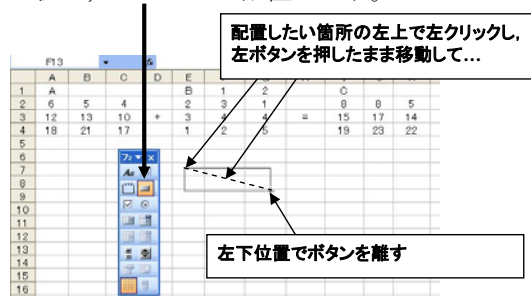 配置したい箇所の左上で左クリックし,
左ボタンを押したまま移動して...
F13
A B C D E
1 A B 1 2 C
2 6 5 4 2 3 1 8 8 5
3 12 13 10 + 3 4 4 = 15 17 14
4 18 21 17 1 2 5 19 23 22
5
6
7
8
9
10
11
12
13
14
15
16
Aa
左下位置でボタンを離す